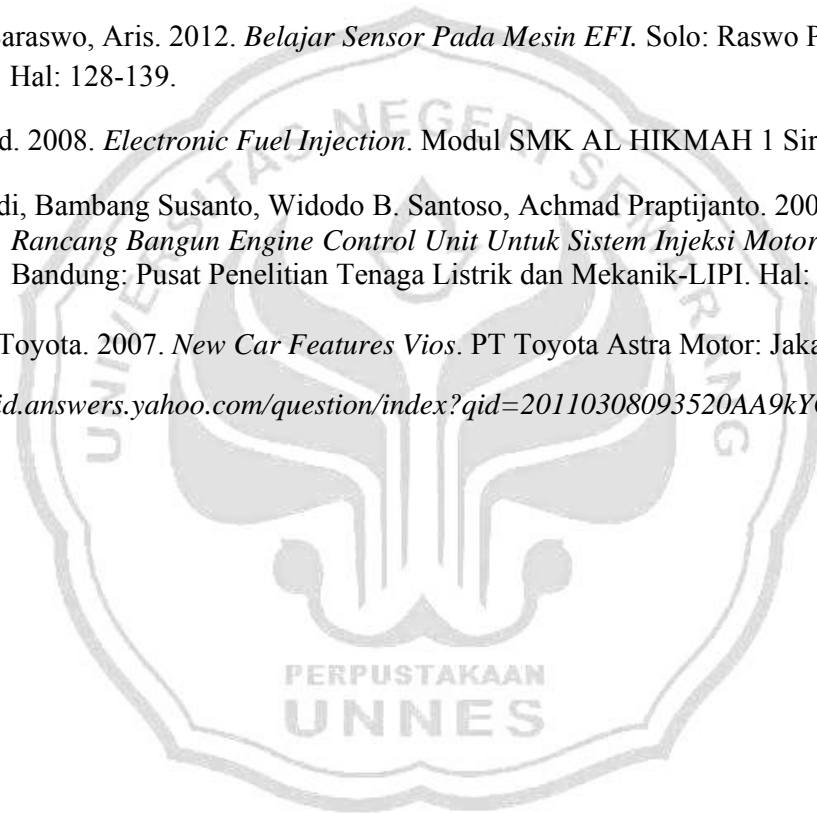 araswo, Aris. 2012. Belajar Sensor Pada Mesin EFI. Solo: Raswo P
Hal: 128-139.
d. 2008. Electronic Fuel Injection. Modul SMK AL HIKMAH 1 Sir
di, Bambang Susanto, Widodo B. Santoso, Achmad Praptijanto. 200
Rancang Bangun Engine Control Unit Untuk Sistem Injeksi Motor
Bandung: Pusat Penelitian Tenaga Listrik dan Mekanik-LIPI. Hal:
Toyota. 2007. New Car Features Vios. PT Toyota Astra Motor: Jaka
id.answers.yahoo.com/question/index?qid=20110308093520AA9kY
UNIVERSITAS NEGERI SEMARANG
PERPUSTAKAAN
UNNES